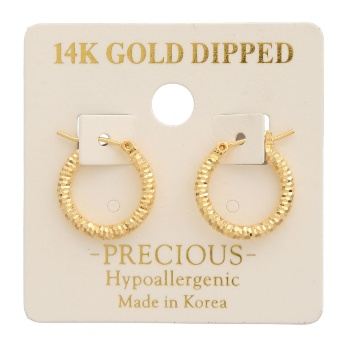 14K GOLD DIPPED
-PRECIOUS-
Hypoallergenic
Made in Korea